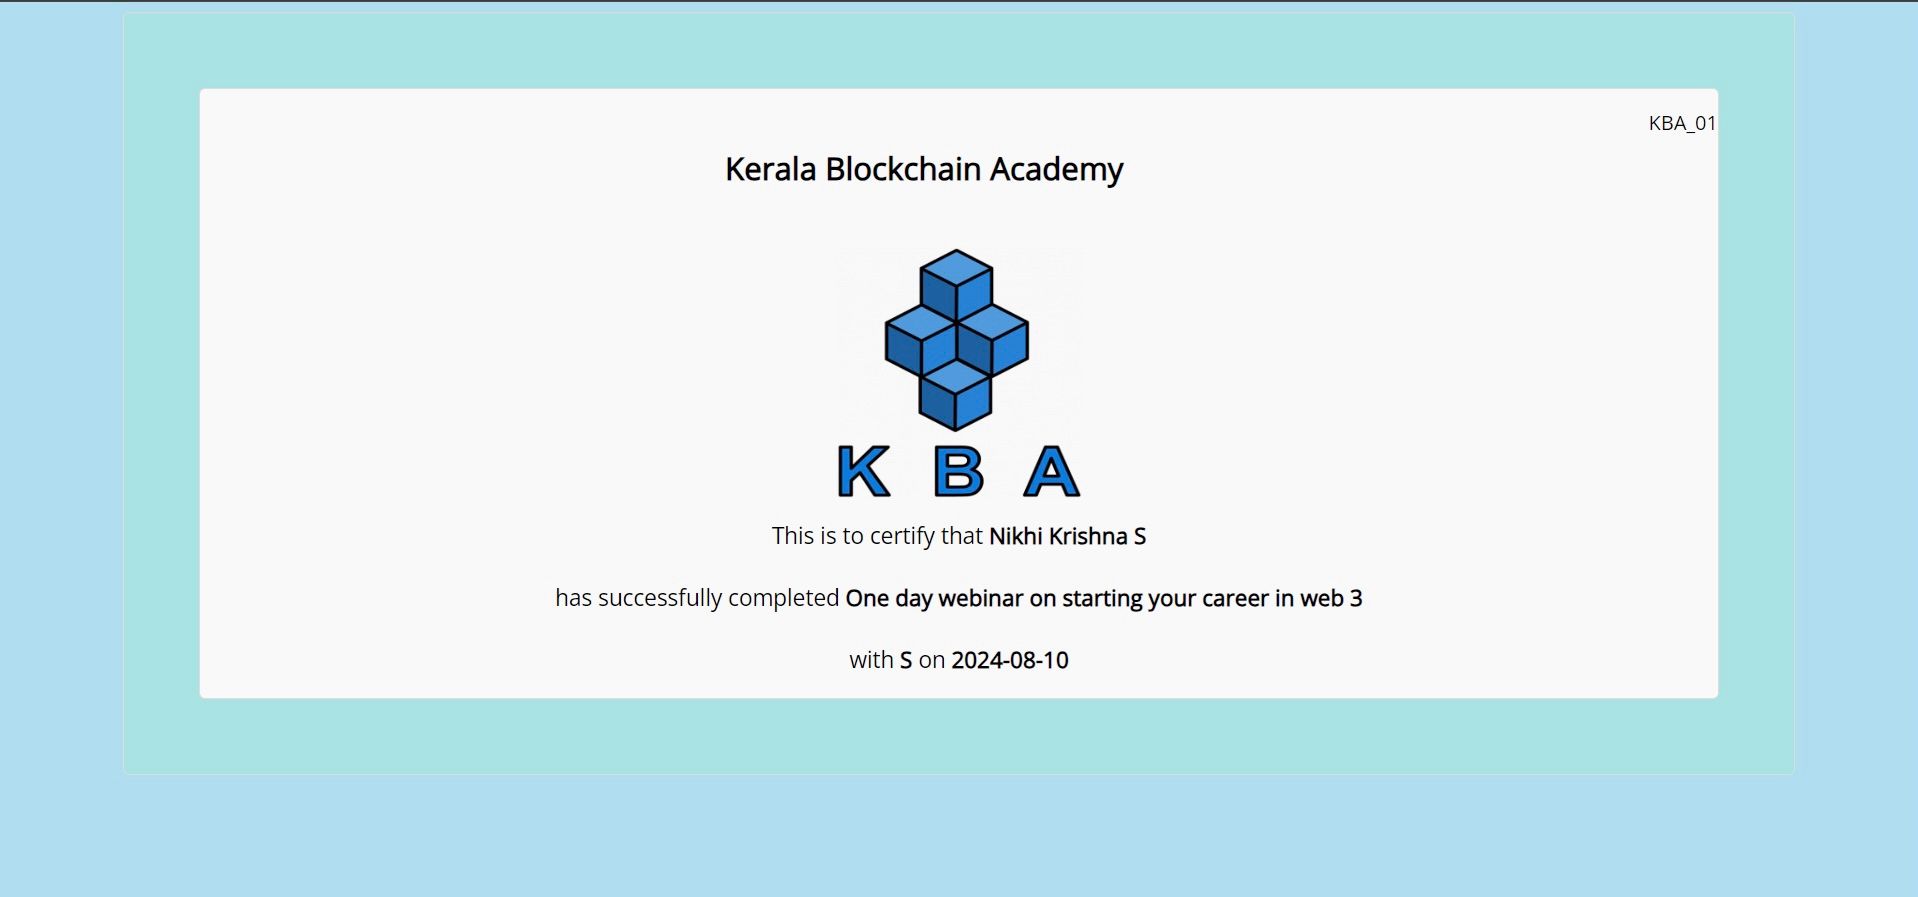 KBA_01
Kerala Blockchain Academy
K B A
This is to certify that Nikhi Krishna S
has successfully completed One day webinar on starting your career in web 3
with S on 2024-08-10